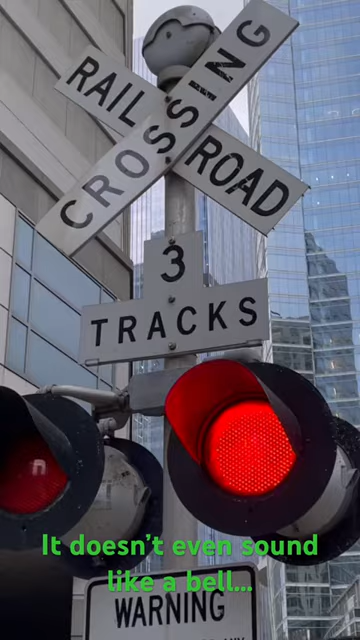 RAIL ROAD
CROSSING
3
TRACKS
It doesn't even sound
like a bell...
WARNING